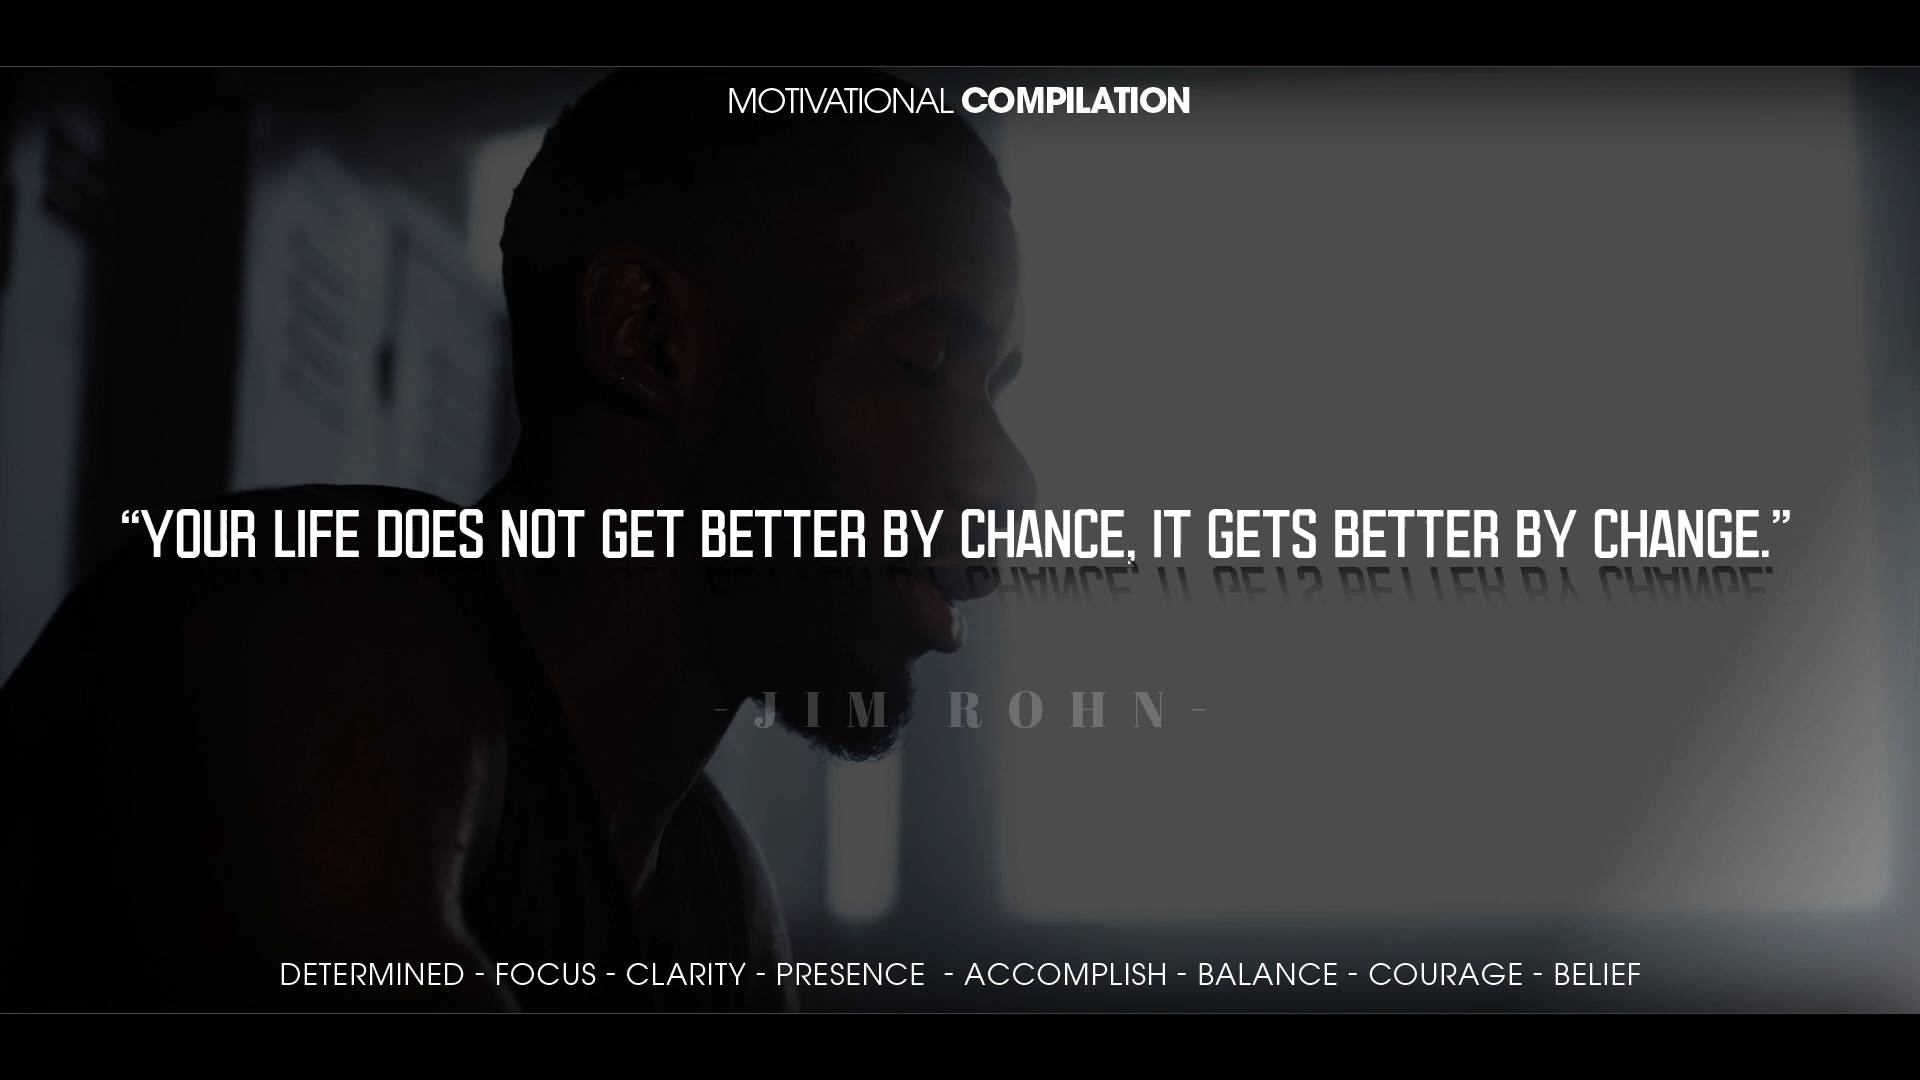 MOTIVATIONAL COMPILATION
“YOUR LIFE DOES NOT GET BETTER BY CHANCE, IT GETS BETTER BY CHANGE.”
- JIM ROHN -
DETERMINED - FOCUS - CLARITY - PRESENCE - ACCOMPLISH - BALANCE - COURAGE - BELIEF